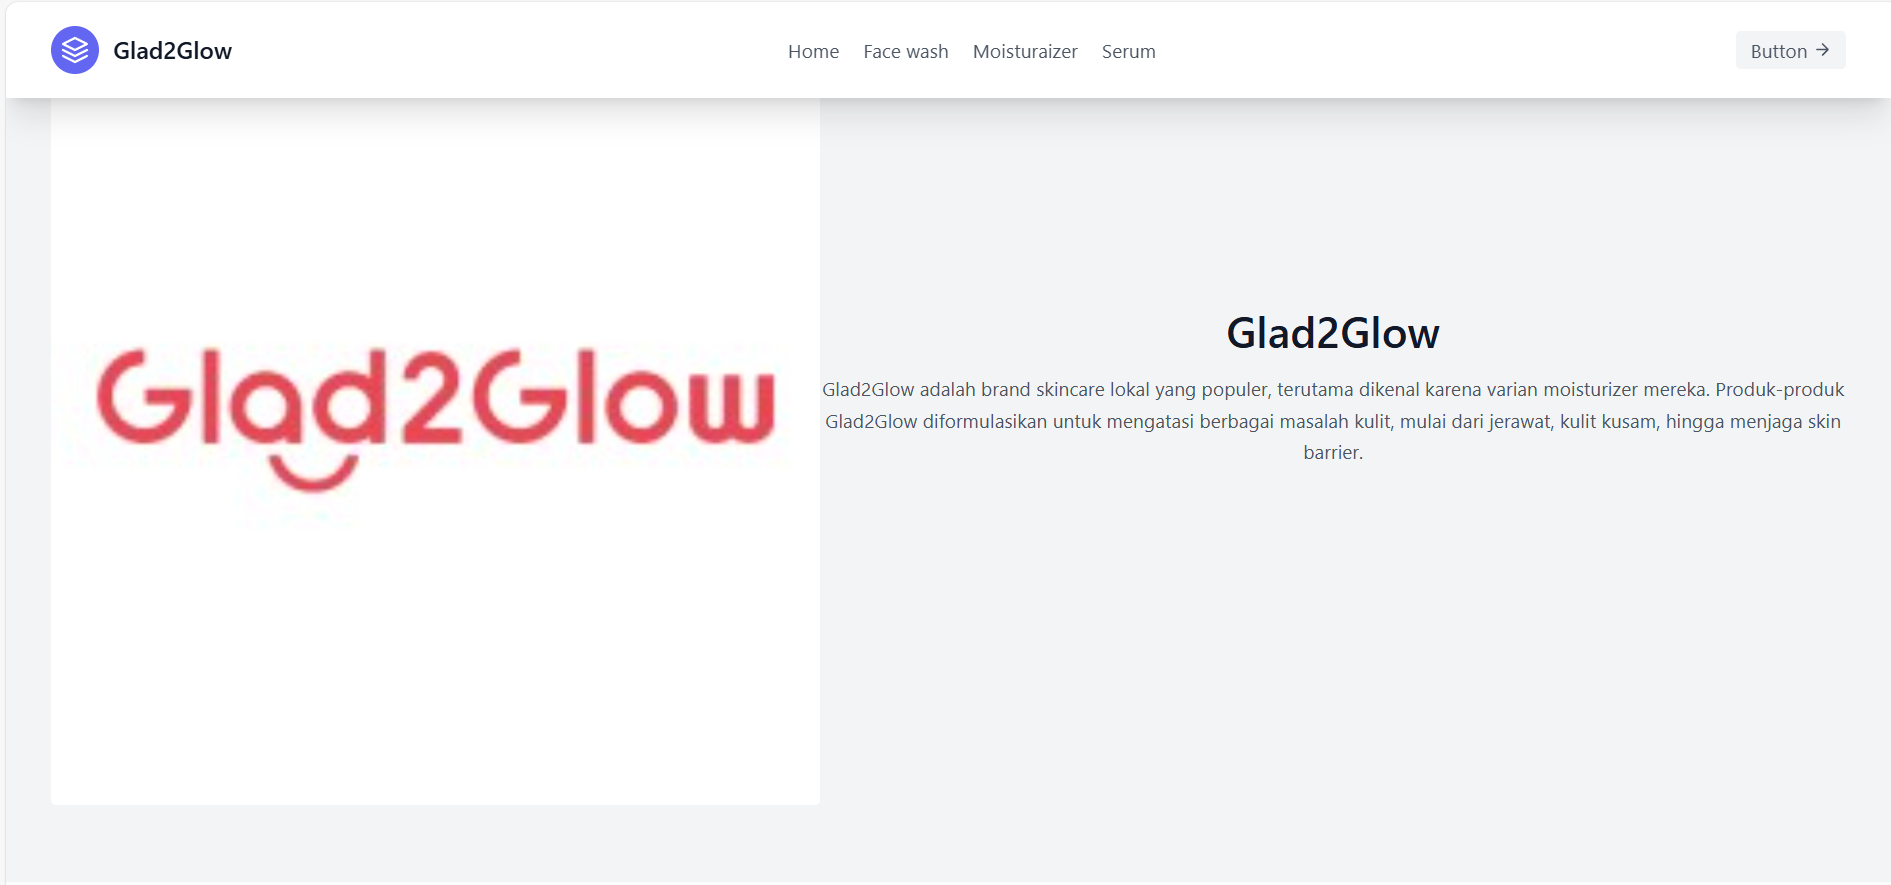 Glad2Glow
Home Face wash Moisturaizer Serum
Button →
Glad2Glow
Glad2Glow
Glad2Glow adalah brand skincare lokal yang populer, terutama dikenal karena varian moisturizer mereka. Produk-produk
Glad2Glow diformulasikan untuk mengatasi berbagai masalah kulit, mulai dari jerawat, kulit kusam, hingga menjaga skin
barrier.